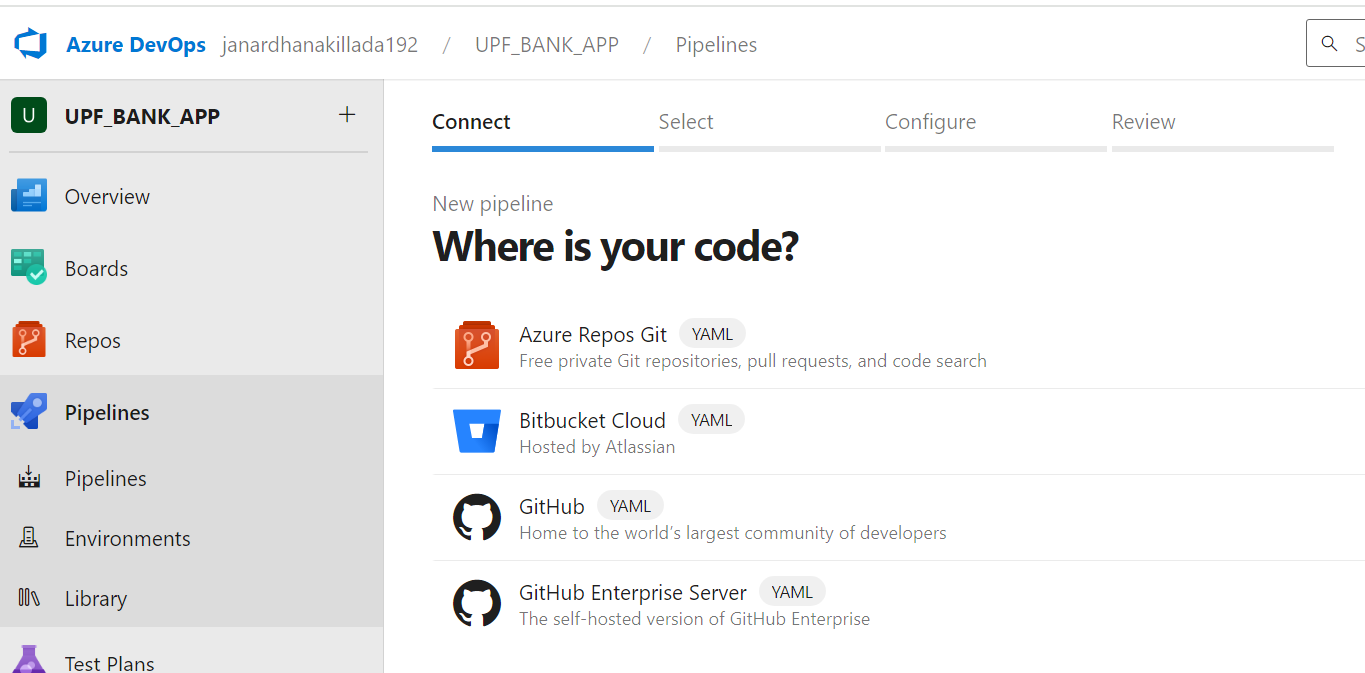 Azure DevOps janardhanakillada192 / UPF_BANK_APP / Pipelines
S
U UPF_BANK_APP +
Overview
Boards
Repos
Pipelines
Pipelines
Environments
Library
Test Plans
Connect Select Configure Review
New pipeline
Where is your code?
Azure Repos Git YAML
Free private Git repositories, pull requests, and code search
Bitbucket Cloud YAML
Hosted by Atlassian
GitHub YAML
Home to the world's largest community of developers
GitHub Enterprise Server YAML
The self-hosted version of GitHub Enterprise